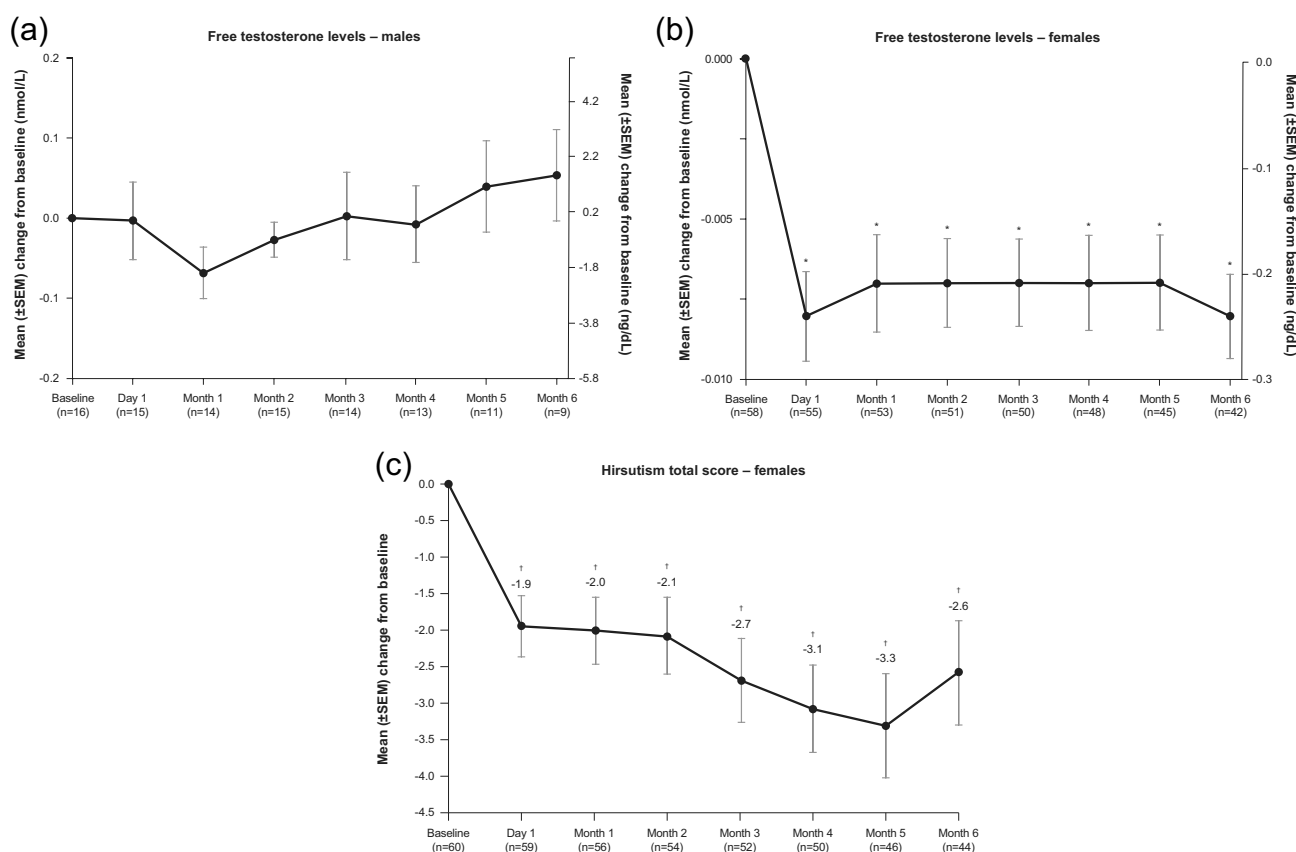 (a)
Free testosterone levels – males
Mean (±SEM) change from baseline (nmol/L)
0.2
0.1
0.0
-0.1
-0.2
4.2
2.2
0.2
-1.8
-3.8
-5.8
Mean (±SEM) change from baseline (ng/dL)
Baseline Day 1 Month 1 Month 2 Month 3 Month 4 Month 5 Month 6
(n=16) (n=15) (n=14) (n=15) (n=14) (n=13) (n=11) (n=9)
(b)
Free testosterone levels – females
Mean (±SEM) change from baseline (nmol/L)
0.000
-0.005
-0.010
* * * * * * *
0.0
-0.1
-0.2
-0.3
Mean (±SEM) change from baseline (ng/dL)
Baseline Day 1 Month 1 Month 2 Month 3 Month 4 Month 5 Month 6
(n=58) (n=55) (n=53) (n=51) (n=50) (n=48) (n=45) (n=42)
(c)
Hirsutism total score – females
Mean (±SEM) change from baseline
0.0
-0.5
-1.0
-1.5
-2.0
-2.5
-3.0
-3.5
-4.0
-4.5
† † † † † † †
-1.9 -2.0 -2.1 -2.7 -3.1 -3.3 -2.6
Baseline Day 1 Month 1 Month 2 Month 3 Month 4 Month 5 Month 6
(n=60) (n=59) (n=56) (n=54) (n=52) (n=50) (n=46) (n=44)